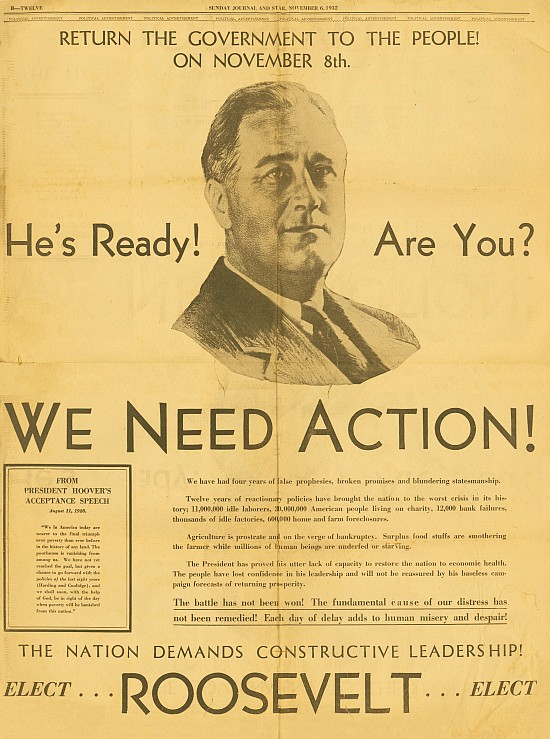 B—TWELVE SUNDAY JOURNAL AND STAR, NOVEMBER 6, 1932
POLITICAL ADVERTISEMENT POLITICAL ADVERTISEMENT POLITICAL ADVERTISEMENT POLITICAL ADVERTISEMENT POLITICAL ADVERTISEMENT POLITICAL ADVERTISEMENT POLITICAL ADVERTISEMENT POLITICAL ADVERTISEMENT
RETURN THE GOVERNMENT TO THE PEOPLE!
ON NOVEMBER 8th.
He's Ready! Are You?
WE NEED ACTION!
FROM
PRESIDENT HOOVER'S
ACCEPTANCE SPEECH
August 11, 1928.
"We in America today are
nearer to the final triumph
over poverty than ever before
in the history of any land. The
poorhouse is vanishing from
among us. We have not yet
reached the goal, but given a
chance to go forward with the
policies of the last eight years
(Harding and Coolidge), and
we shall soon, with the help
of God, be in sight of the day
when poverty will be banished
from this nation."
We have had four years of false prophesies, broken promises and blundering statesmanship.
Twelve years of reactionary policies have brought the nation to the worst crisis in its his-
tory; 11,000,000 idle laborers, 30,000,000 American people living on charity, 12,000 bank failures,
thousands of idle factories, 600,000 home and farm foreclosures.
Agriculture is prostrate and on the verge of bankruptcy. Surplus food stuffs are smothering
the farmer while millions of human beings are underfed or starving.
The President has proved his utter lack of capacity to restore the nation to economic health.
The people have lost confidence in his leadership and will not be reassured by his baseless cam-
paign forecasts of returning prosperity.
The battle has not been won! The fundamental cause of our distress has
not been remedied! Each day of delay adds to human misery and despair!
THE NATION DEMANDS CONSTRUCTIVE LEADERSHIP!
ELECT . . . ROOSEVELT . . . ELECT